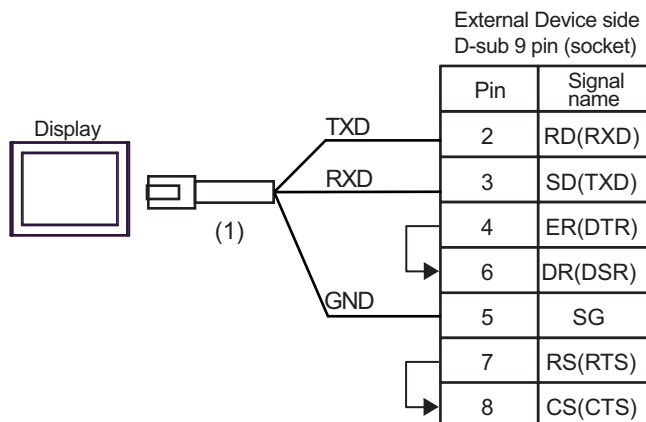 External Device side
D-sub 9 pin (socket)
Pin
Signal
name
Display
TXD
2
RD(RXD)
RXD
3
SD(TXD)
(1)
4
ER(DTR)
6
DR(DSR)
GND
5
SG
7
RS(RTS)
8
CS(CTS)